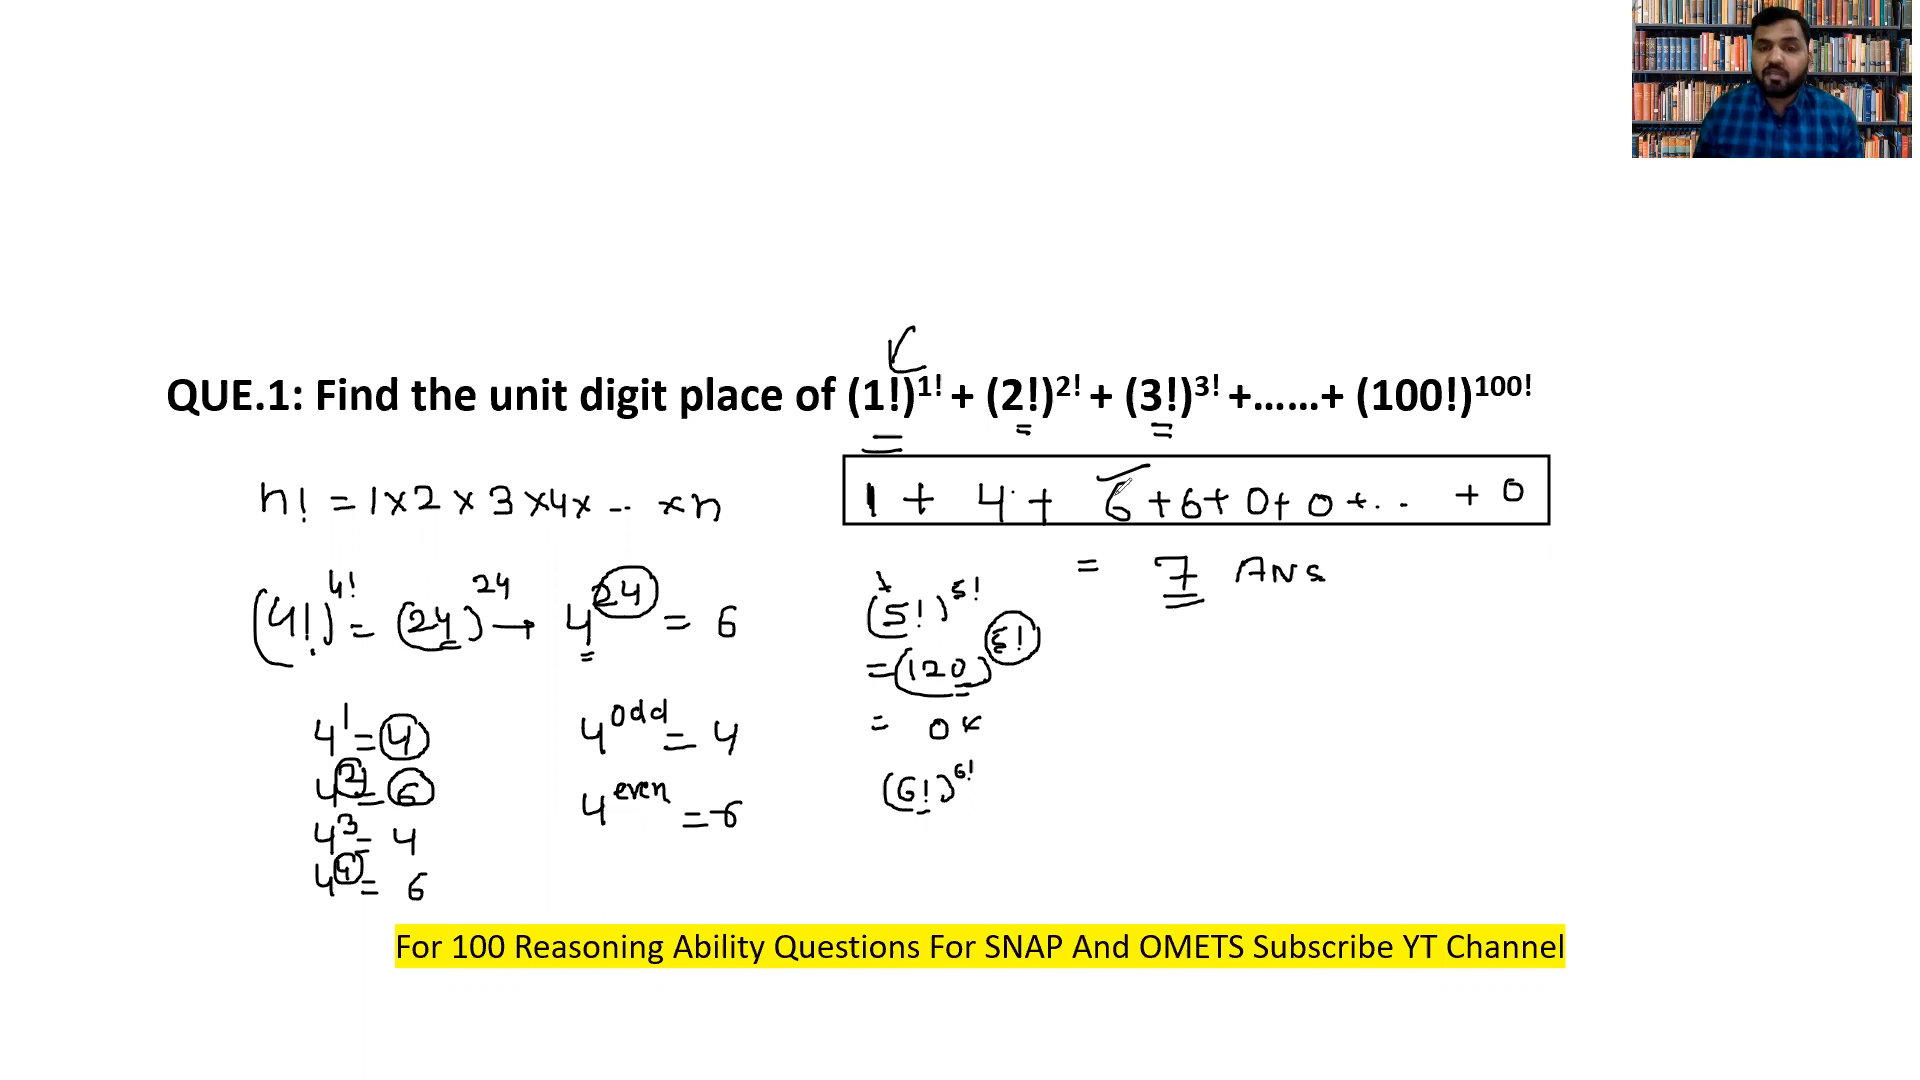 QUE.1: Find the unit digit place of (1!)^1! + (2!)^2! + (3!)^3! +......+ (100!)^100!
n! = 1 x 2 x 3 x 4 x -- x n
1 + 4 + 6 + 6 + 0 + 0 + .. + 0
= 7 Ans
(4!)^4! = (24)^24 → 4^24 = 6
4^1 = 4
4^2 = 6
4^3 = 4
4^4 = 6
4^odd = 4
4^even = 6
(5!)^5!
= (120)^5!
= 0
(6!)^6!
For 100 Reasoning Ability Questions For SNAP And OMETS Subscribe YT Channel